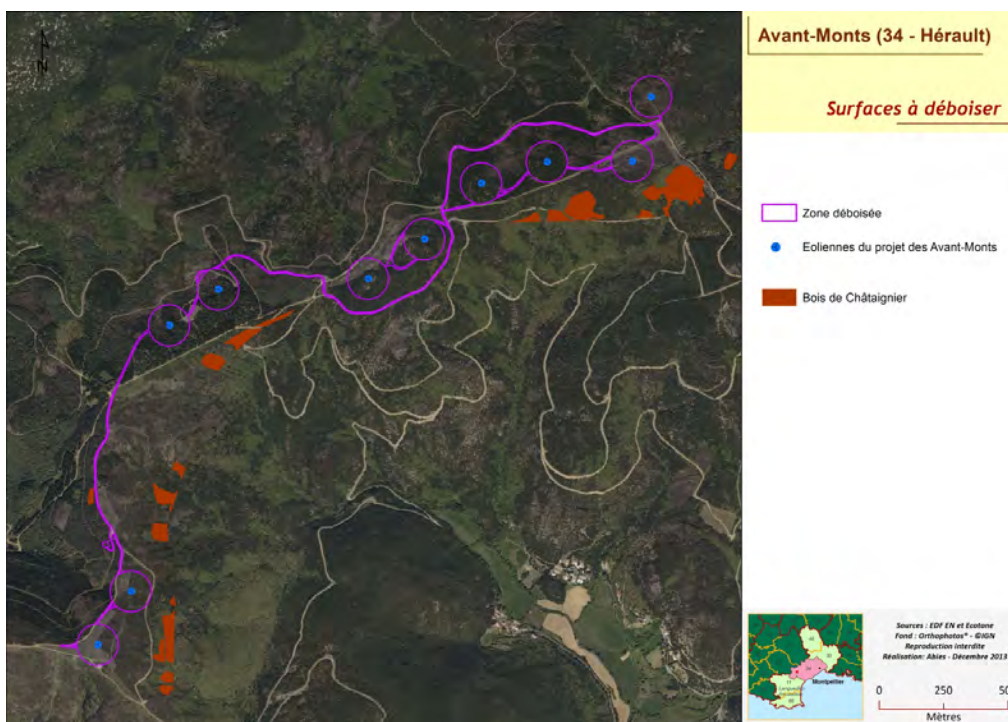 Avant-Monts (34 - Hérault)
Surfaces à déboiser
Zone déboisée
Eoliennes du projet des Avant-Monts
Bois de Châtaignier
Montpellier
Sources : EDF EN et Ecotone
Fond : Orthophotos® - ©IGN
Reproduction interdite
Réalisation: Abies - Décembre 2013
0 250 50
Mètres